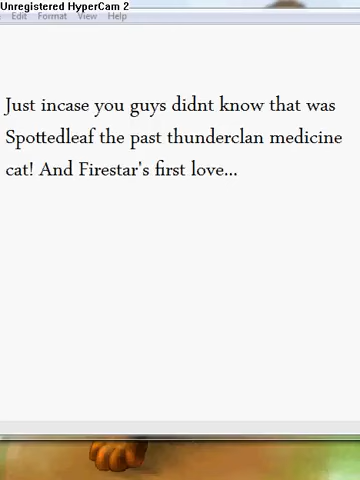 Unregistered HyperCam 2
Edit Format View Help
Just incase you guys didnt know that was
Spottedleaf the past thunderclan medicine
cat! And Firestar's first love...